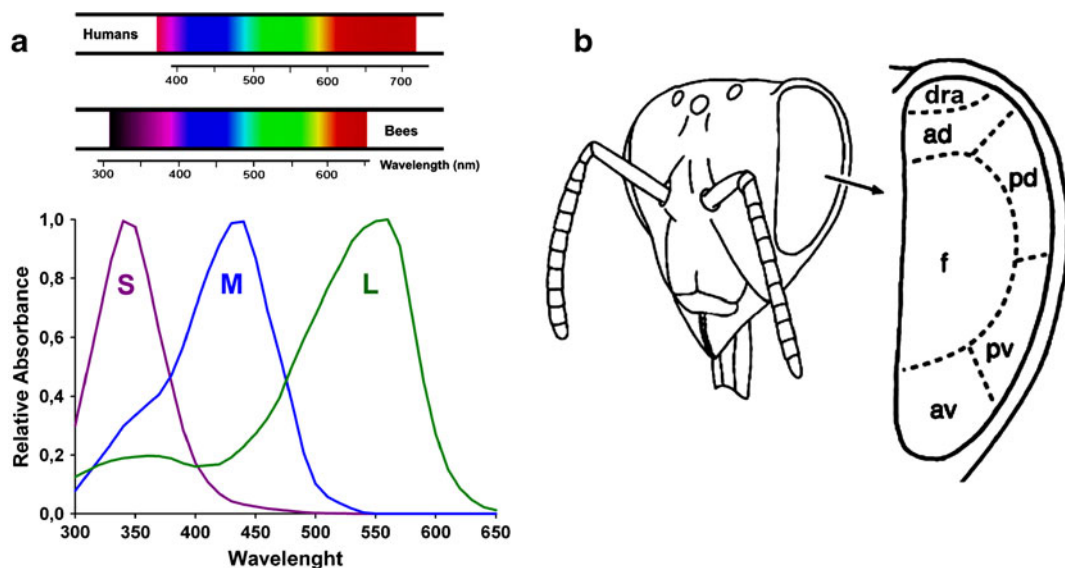 a
Humans
400 500 600 700
Bees
300 400 500 600 Wavelength (nm)
1,0
0,8
0,6
0,4
0,2
0,0
Relative Absorbance
S M L
300 350 400 450 500 550 600 650
Wavelenght
b
dra
ad
pd
f
pv
av